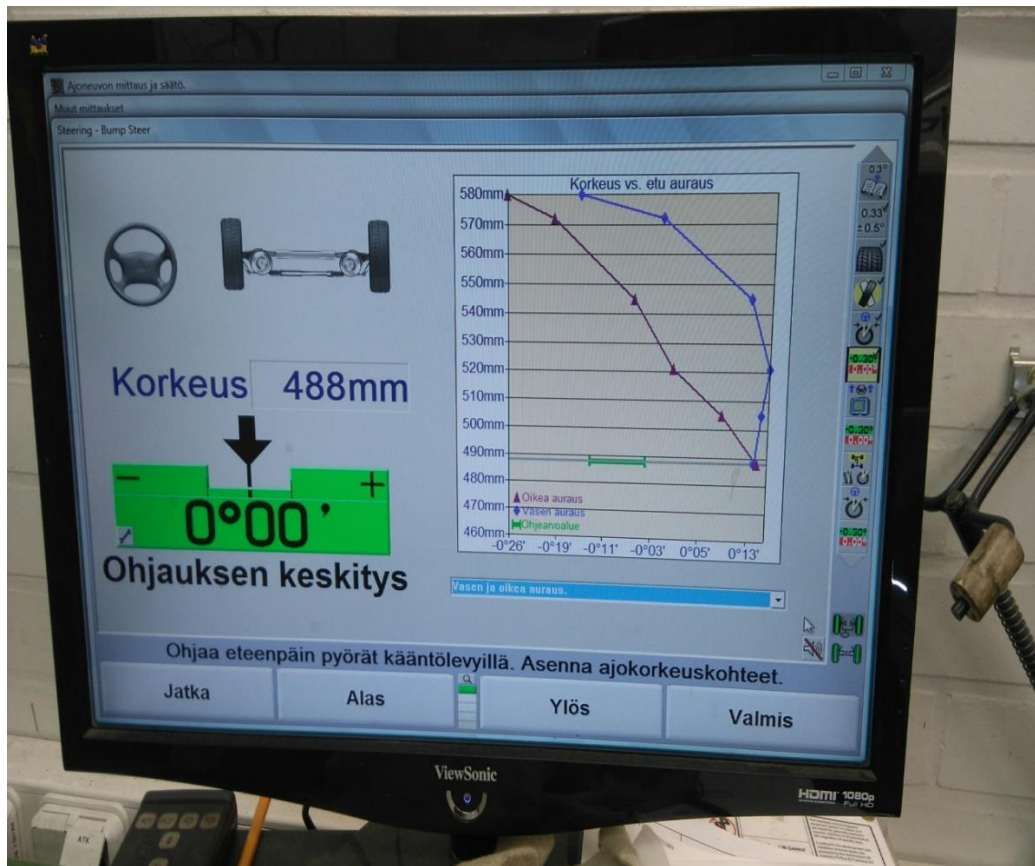 Ajoneuvon mittaus ja säätö.
Muut mittaukset
Steering - Bump Steer
Korkeus vs. etu auraus
580mm
570mm
560mm
550mm
540mm
530mm
520mm
510mm
500mm
490mm
480mm
470mm
460mm
Oikea auraus
Vasen auraus
Ohjearvoalue
-0°26' -0°19' -0°11' -0°03' 0°05' 0°13'
Korkeus 488mm
- +
0°00'
Ohjauksen keskitys
Vasen ja oikea auraus.
0.3°
0.33°
± 0.5°
Ohjaa eteenpäin pyörät kääntölevyillä. Asenna ajokorkeuskohteet.
Jatka Alas Ylös Valmis
ViewSonic
HDMI 1080p
Full HD
ATK